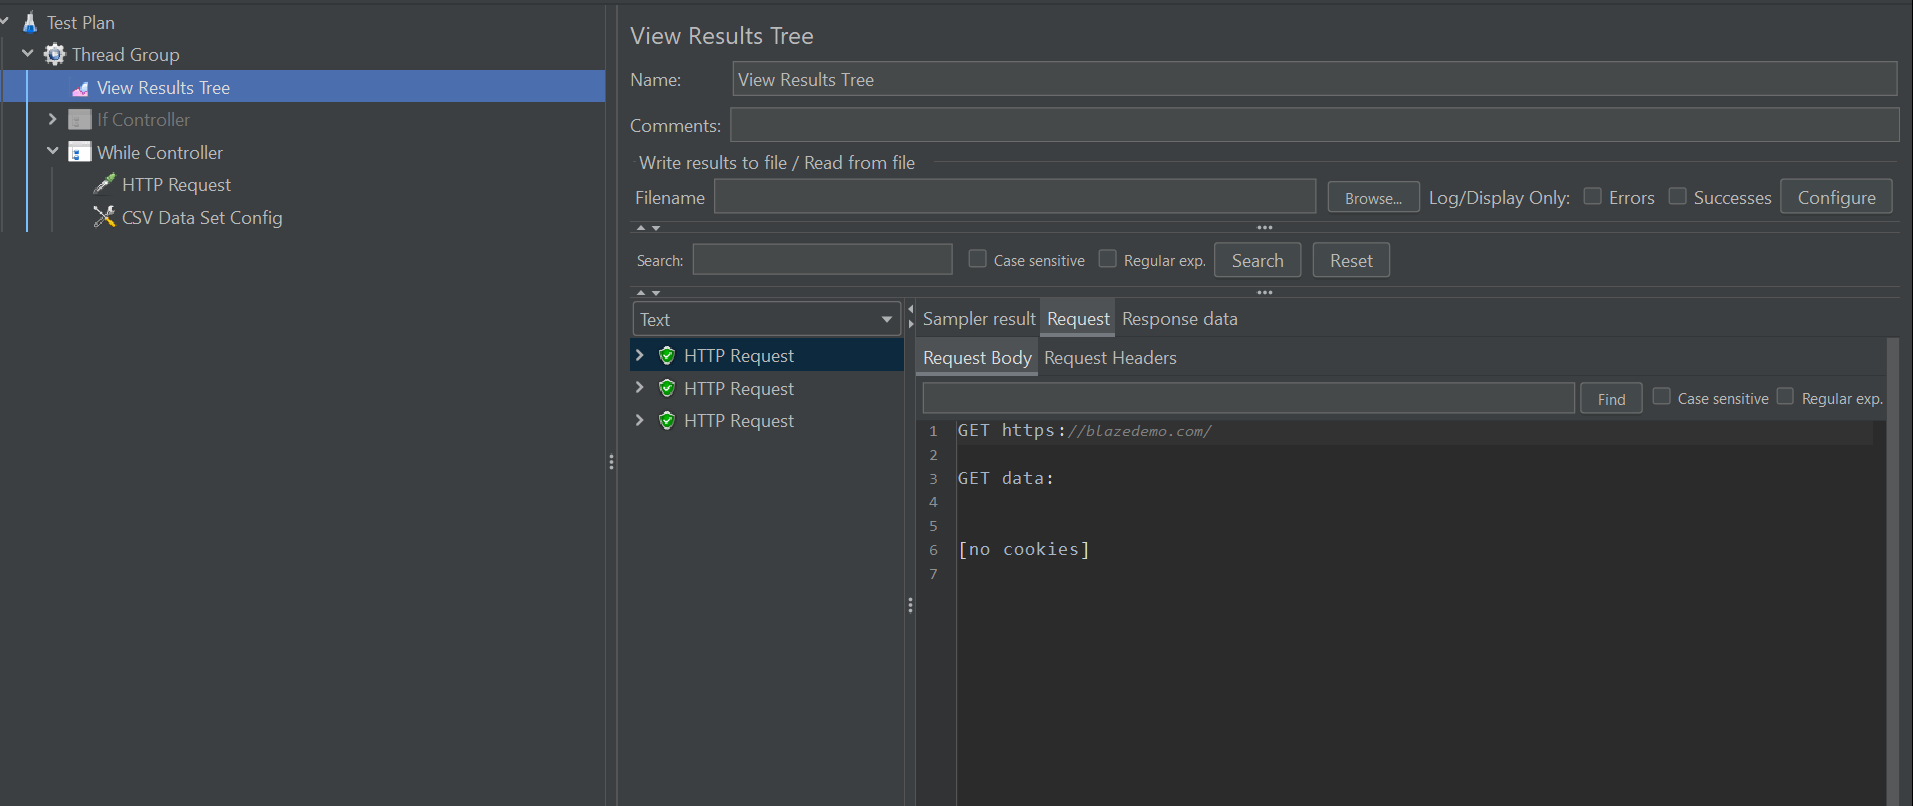 Test Plan
Thread Group
View Results Tree
If Controller
While Controller
HTTP Request
CSV Data Set Config
View Results Tree
Name: View Results Tree
Comments:
Write results to file / Read from file
Filename Browse... Log/Display Only: Errors Successes Configure
Search: Case sensitive Regular exp. Search Reset
Text
HTTP Request
HTTP Request
HTTP Request
Sampler result Request Response data
Request Body Request Headers
Find Case sensitive Regular exp.
1 GET https://blazedemo.com/
2
3 GET data:
4
5
6 [no cookies]
7